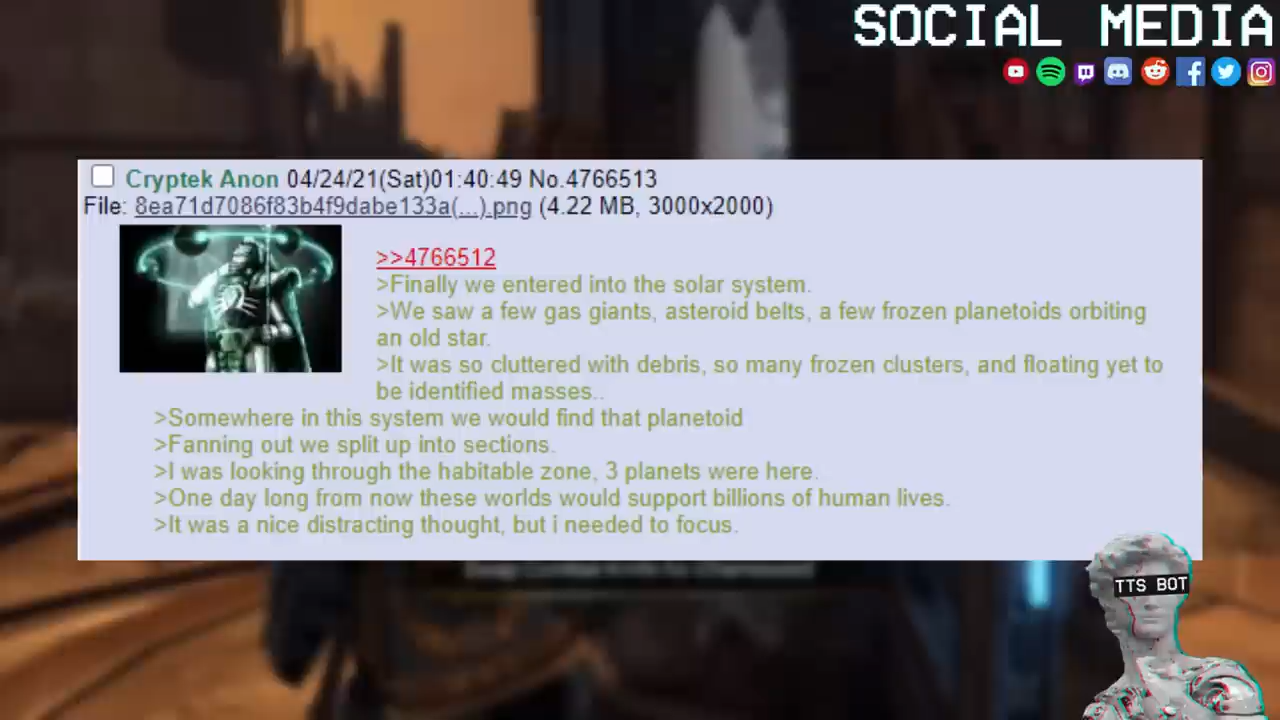 SOCIAL MEDIA
Cryptek Anon 04/24/21(Sat)01:40:49 No.4766513
File: 8ea71d7086f83b4f9dabe133a(...).png (4.22 MB, 3000x2000)
>>4766512
>Finally we entered into the solar system.
>We saw a few gas giants, asteroid belts, a few frozen planetoids orbiting
an old star.
>It was so cluttered with debris, so many frozen clusters, and floating yet to
be identified masses..
>Somewhere in this system we would find that planetoid
>Fanning out we split up into sections.
>I was looking through the habitable zone, 3 planets were here.
>One day long from now these worlds would support billions of human lives.
>It was a nice distracting thought, but i needed to focus.
TTS BOT